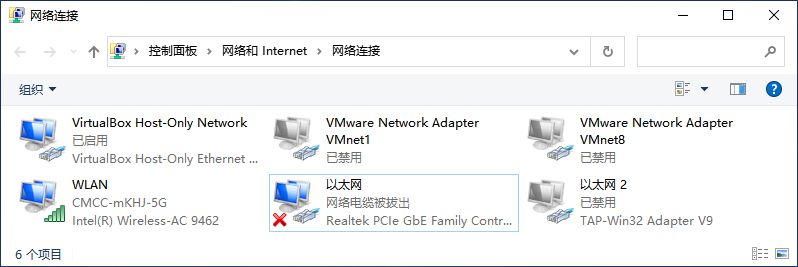 网络连接
控制面板 > 网络和 Internet > 网络连接
组织
VirtualBox Host-Only Network
已启用
VirtualBox Host-Only Ethernet ...
VMware Network Adapter
VMnet1
已禁用
VMware Network Adapter
VMnet8
已禁用
WLAN
CMCC-mKHJ-5G
Intel(R) Wireless-AC 9462
以太网
网络电缆被拔出
Realtek PCIe GbE Family Contr...
以太网 2
已禁用
TAP-Win32 Adapter V9
6 个项目